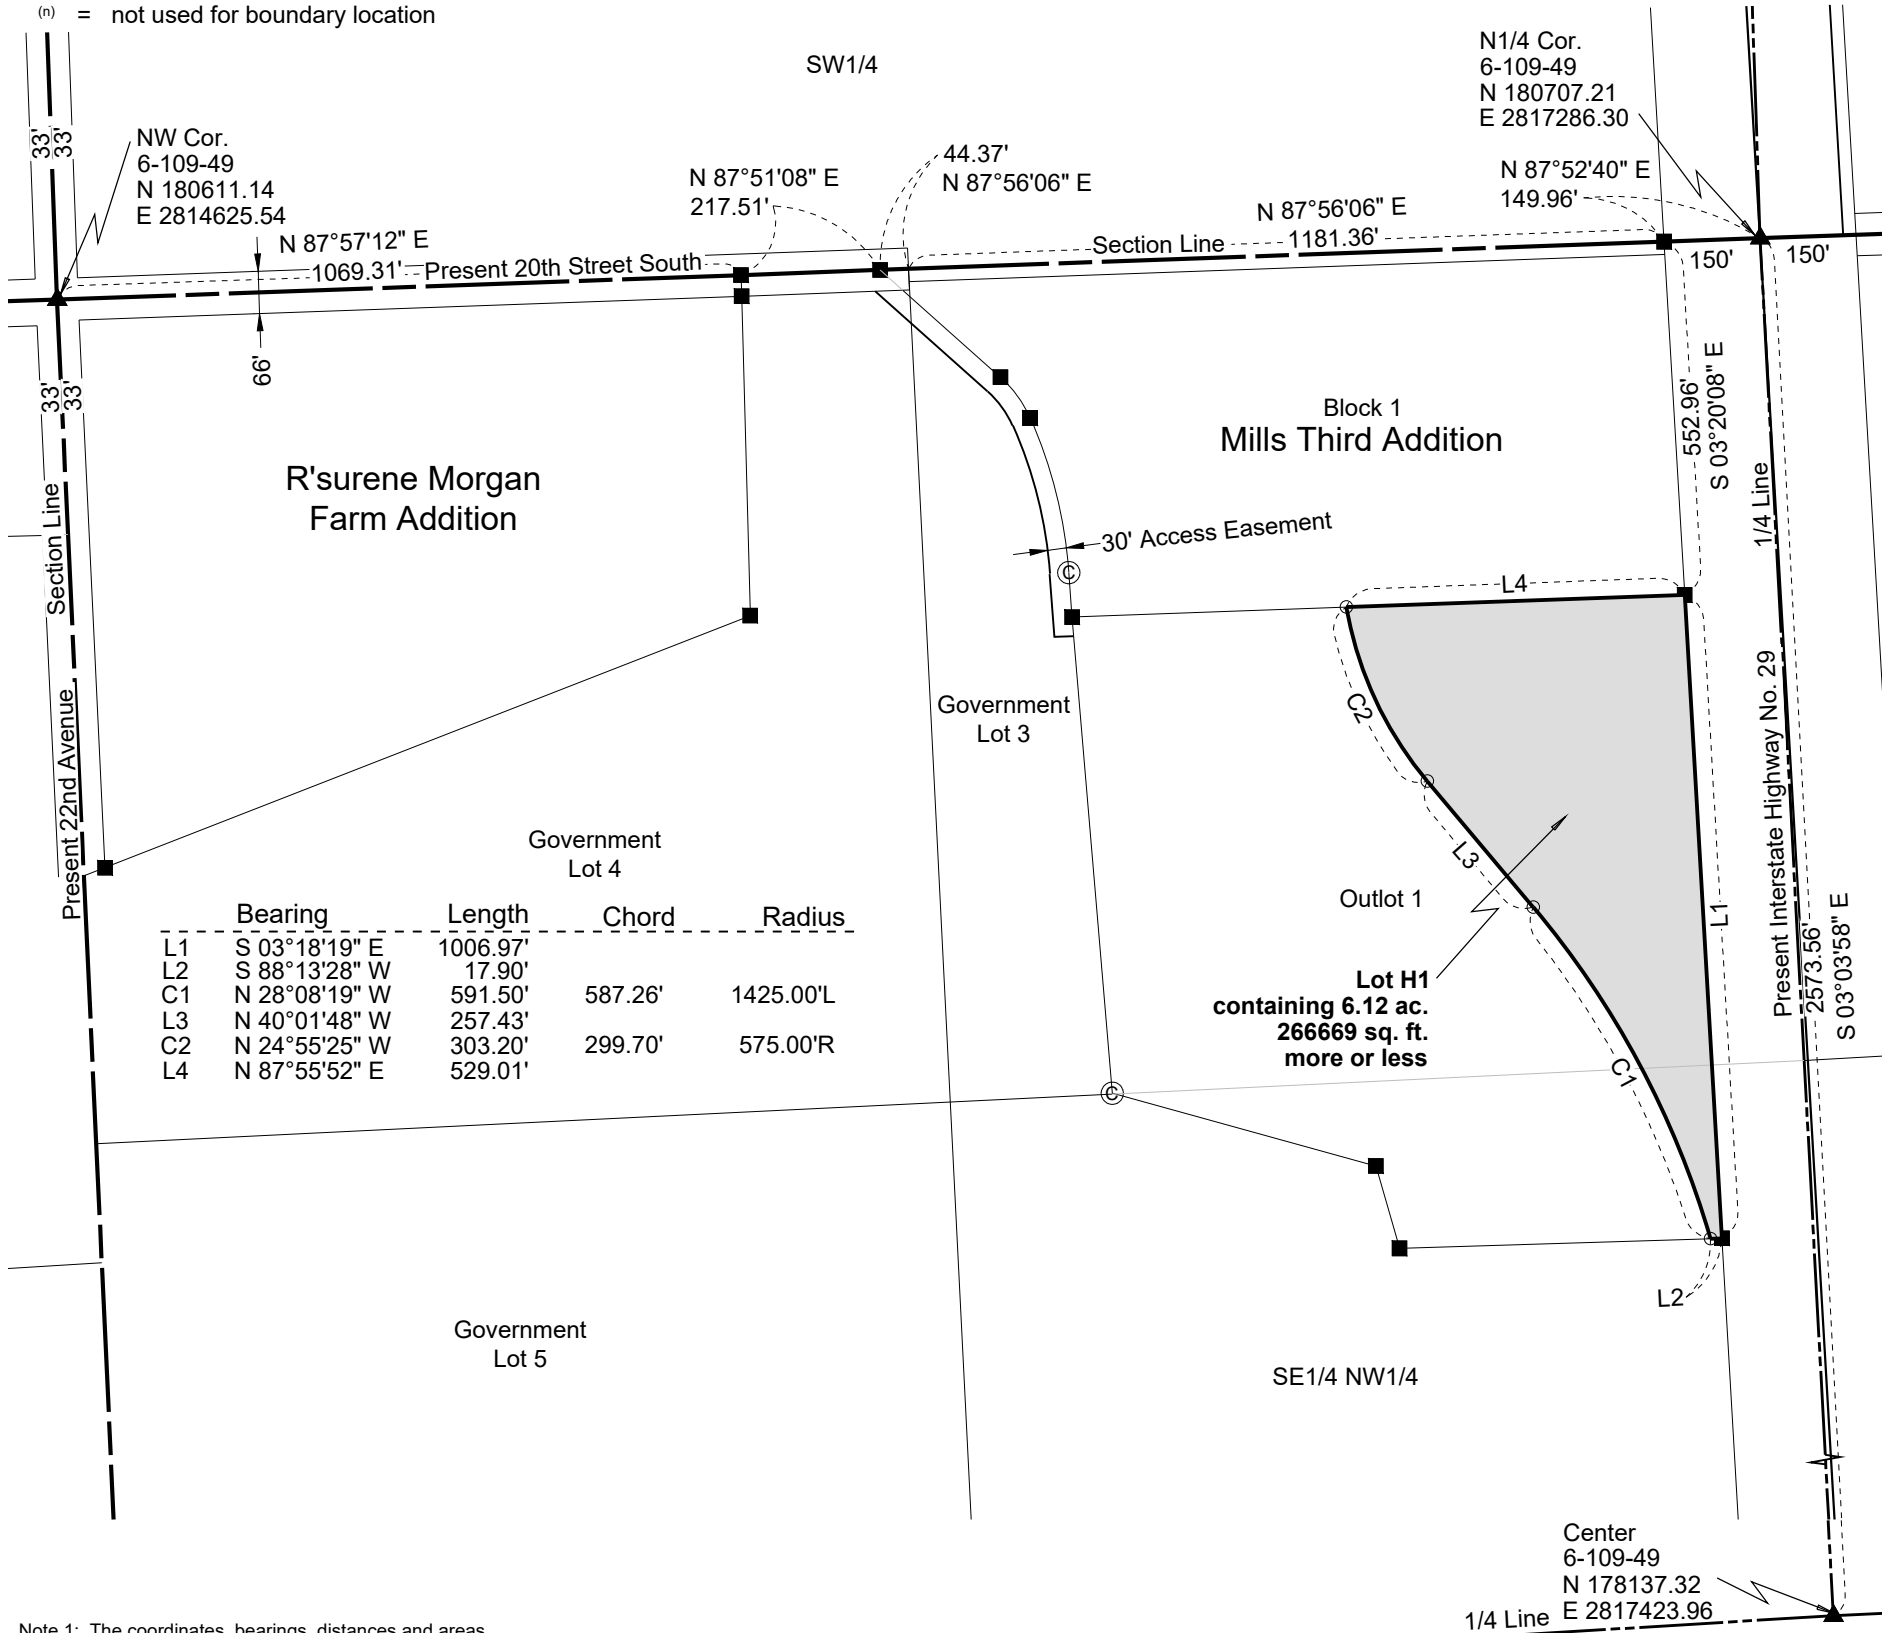 (n) = not used for boundary location
SW1/4
N1/4 Cor.
6-109-49
N 180707.21
E 2817286.30
33'
33'
NW Cor.
6-109-49
N 180611.14
E 2814625.54
N 87°51'08" E
217.51'
44.37'
N 87°56'06" E
N 87°52'40" E
149.96'
N 87°57'12" E
1069.31'
Present 20th Street South
Section Line
N 87°56'06" E
1181.36'
150'
150'
66'
33'
33'
552.96'
S 03°20'08" E
Block 1
Mills Third Addition
R'surene Morgan
Farm Addition
Section Line
1/4 Line
30' Access Easement
C
L4
Government
Lot 3
C2
Present 22nd Avenue
Present Interstate Highway No. 29
Government
Lot 4
L3
Outlot 1
L1
2573.56'
S 03°03'58" E
Bearing Length Chord Radius
L1 S 03°18'19" E 1006.97'
L2 S 88°13'28" W 17.90'
C1 N 28°08'19" W 591.50' 587.26' 1425.00'L
L3 N 40°01'48" W 257.43'
C2 N 24°55'25" W 303.20' 299.70' 575.00'R
L4 N 87°55'52" E 529.01'
Lot H1
containing 6.12 ac.
266669 sq. ft.
more or less
C1
C
L2
Government
Lot 5
SE1/4 NW1/4
Center
6-109-49
N 178137.32
E 2817423.96
1/4 Line
Note 1: The coordinates, bearings, distances and areas